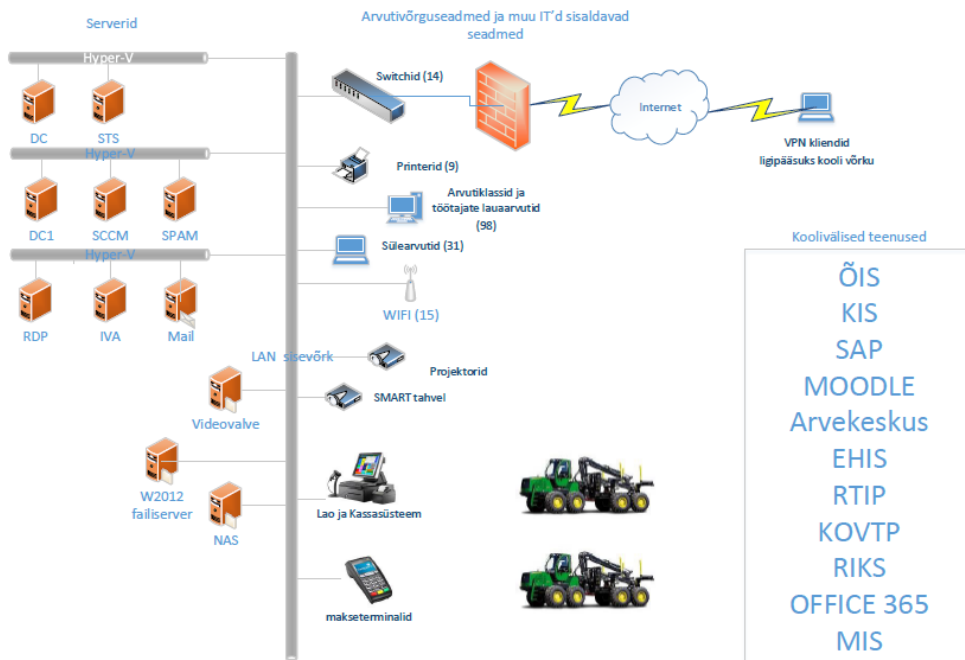 Serverid
Arvutivõrguseadmed ja muu IT'd sisaldavad
seadmed
Hyper-V
DC
STS
Hyper-V
DC1
SCCM
SPAM
Hyper-V
RDP
IVA
Mail
LAN sisevõrk
Videovalve
W2012
failiserver
NAS
Switchid (14)
Internet
VPN kliendid
ligipääsuks kooli võrku
Printerid (9)
Arvutiklassid ja
töötajate lauaarvutid
(98)
Sülearvutid (31)
WIFI (15)
Projektorid
SMART tahvel
Lao ja Kassasüsteem
makseterminalid
Koolivälised teenused
ÕIS
KIS
SAP
MOODLE
Arvekeskus
EHIS
RTIP
KOVTP
RIKS
OFFICE 365
MIS